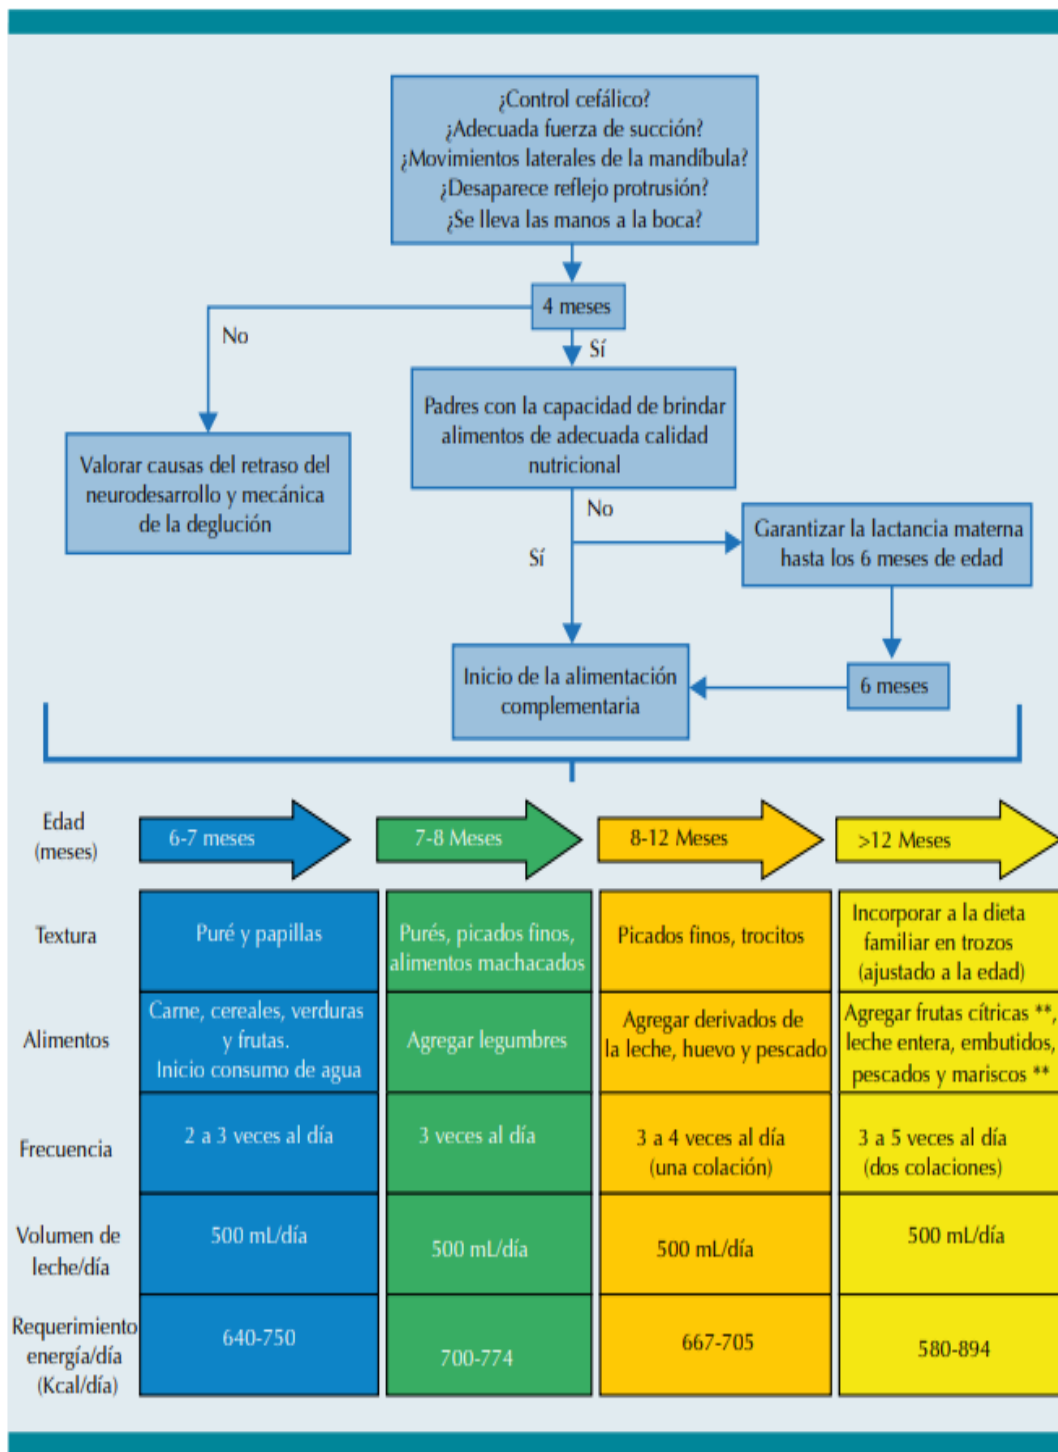 ¿Control cefálico?
¿Adecuada fuerza de succión?
¿Movimientos laterales de la mandíbula?
¿Desaparece reflejo protrusión?
¿Se lleva las manos a la boca?
4 meses
No
Sí
Padres con la capacidad de brindar
alimentos de adecuada calidad
nutricional
Valorar causas del retraso del
neurodesarrollo y mecánica
de la deglución
No
Sí
Garantizar la lactancia materna
hasta los 6 meses de edad
Inicio de la alimentación
complementaria
6 meses
Edad
(meses)
6-7 meses
7-8 Meses
8-12 Meses
>12 Meses
Textura
Puré y papillas
Purés, picados finos,
alimentos machacados
Picados finos, trocitos
Incorporar a la dieta
familiar en trozos
(ajustado a la edad)
Alimentos
Carne, cereales, verduras
y frutas.
Inicio consumo de agua
Agregar legumbres
Agregar derivados de
la leche, huevo y pescado
Agregar frutas cítricas **,
leche entera, embutidos,
pescados y mariscos **
Frecuencia
2 a 3 veces al día
3 veces al día
3 a 4 veces al día
(una colación)
3 a 5 veces al día
(dos colaciones)
Volumen de
leche/día
500 mL/día
500 mL/día
500 mL/día
500 mL/día
Requerimiento
energía/día
(Kcal/día)
640-750
700-774
667-705
580-894